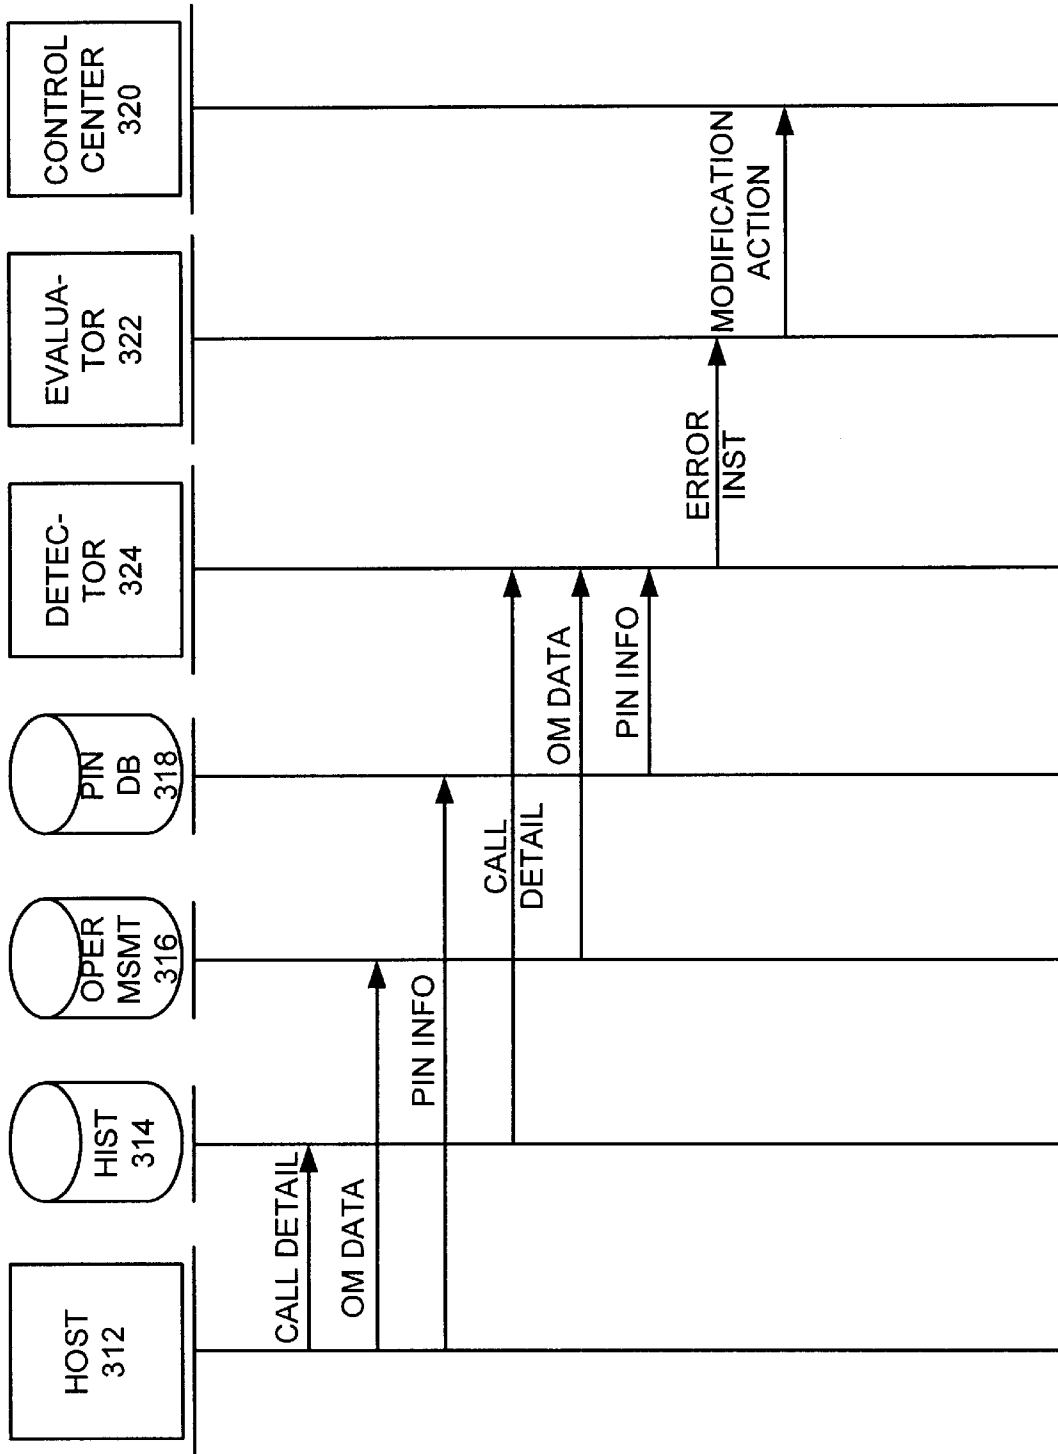 HOST
312
HIST
314
OPER
MSMT
316
PIN
DB
318
DETEC-
TOR
324
EVALUA-
TOR
322
CONTROL
CENTER
320
CALL DETAIL
OM DATA
PIN INFO
CALL
DETAIL
OM DATA
PIN INFO
ERROR
INST
MODIFICATION
ACTION